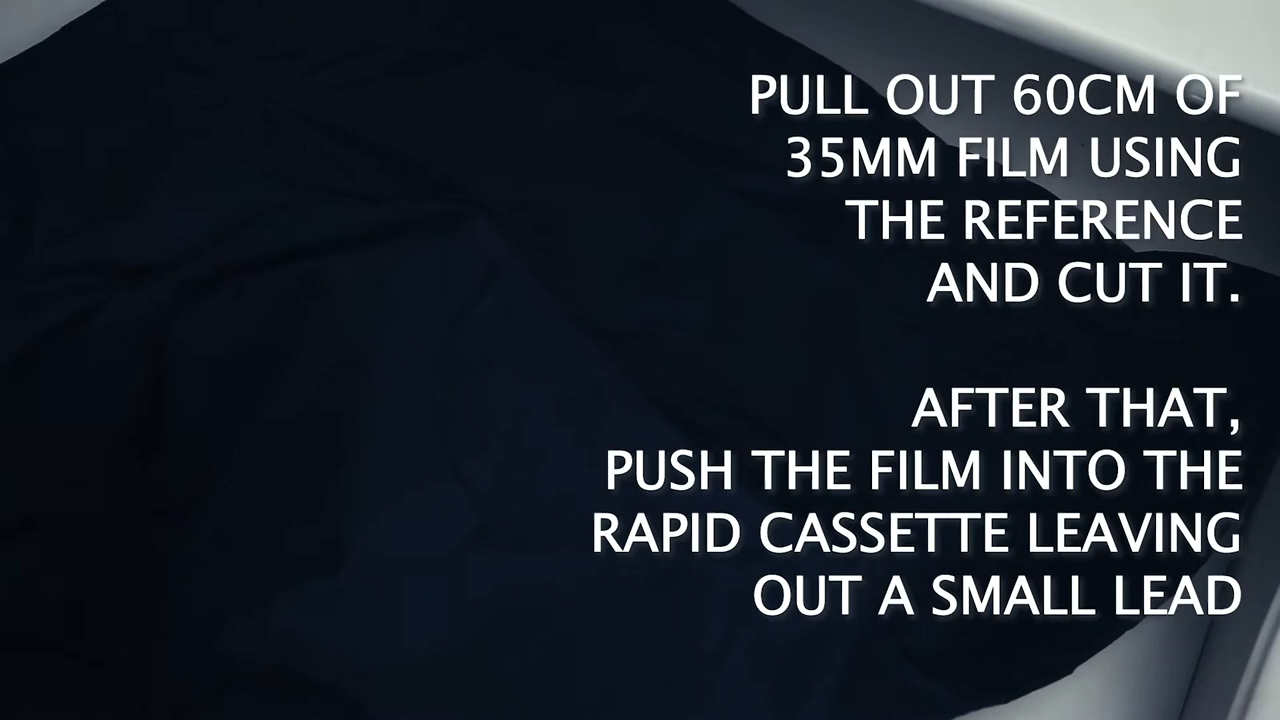 PULL OUT 60CM OF
35MM FILM USING
THE REFERENCE
AND CUT IT.
AFTER THAT,
PUSH THE FILM INTO THE
RAPID CASSETTE LEAVING
OUT A SMALL LEAD